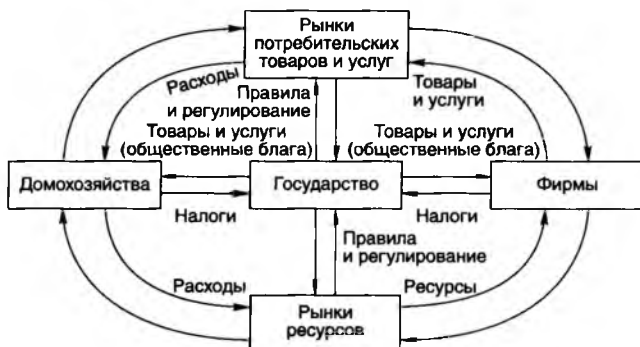 Рынки
потребительских
товаров и услуг
Расходы
Правила
и регулирование
Товары
и услуги
Товары и услуги
(общественные блага)
Товары и услуги
(общественные блага)
Домохозяйства
Государство
Фирмы
Налоги
Налоги
Правила
и регулирование
Расходы
Ресурсы
Рынки
ресурсов